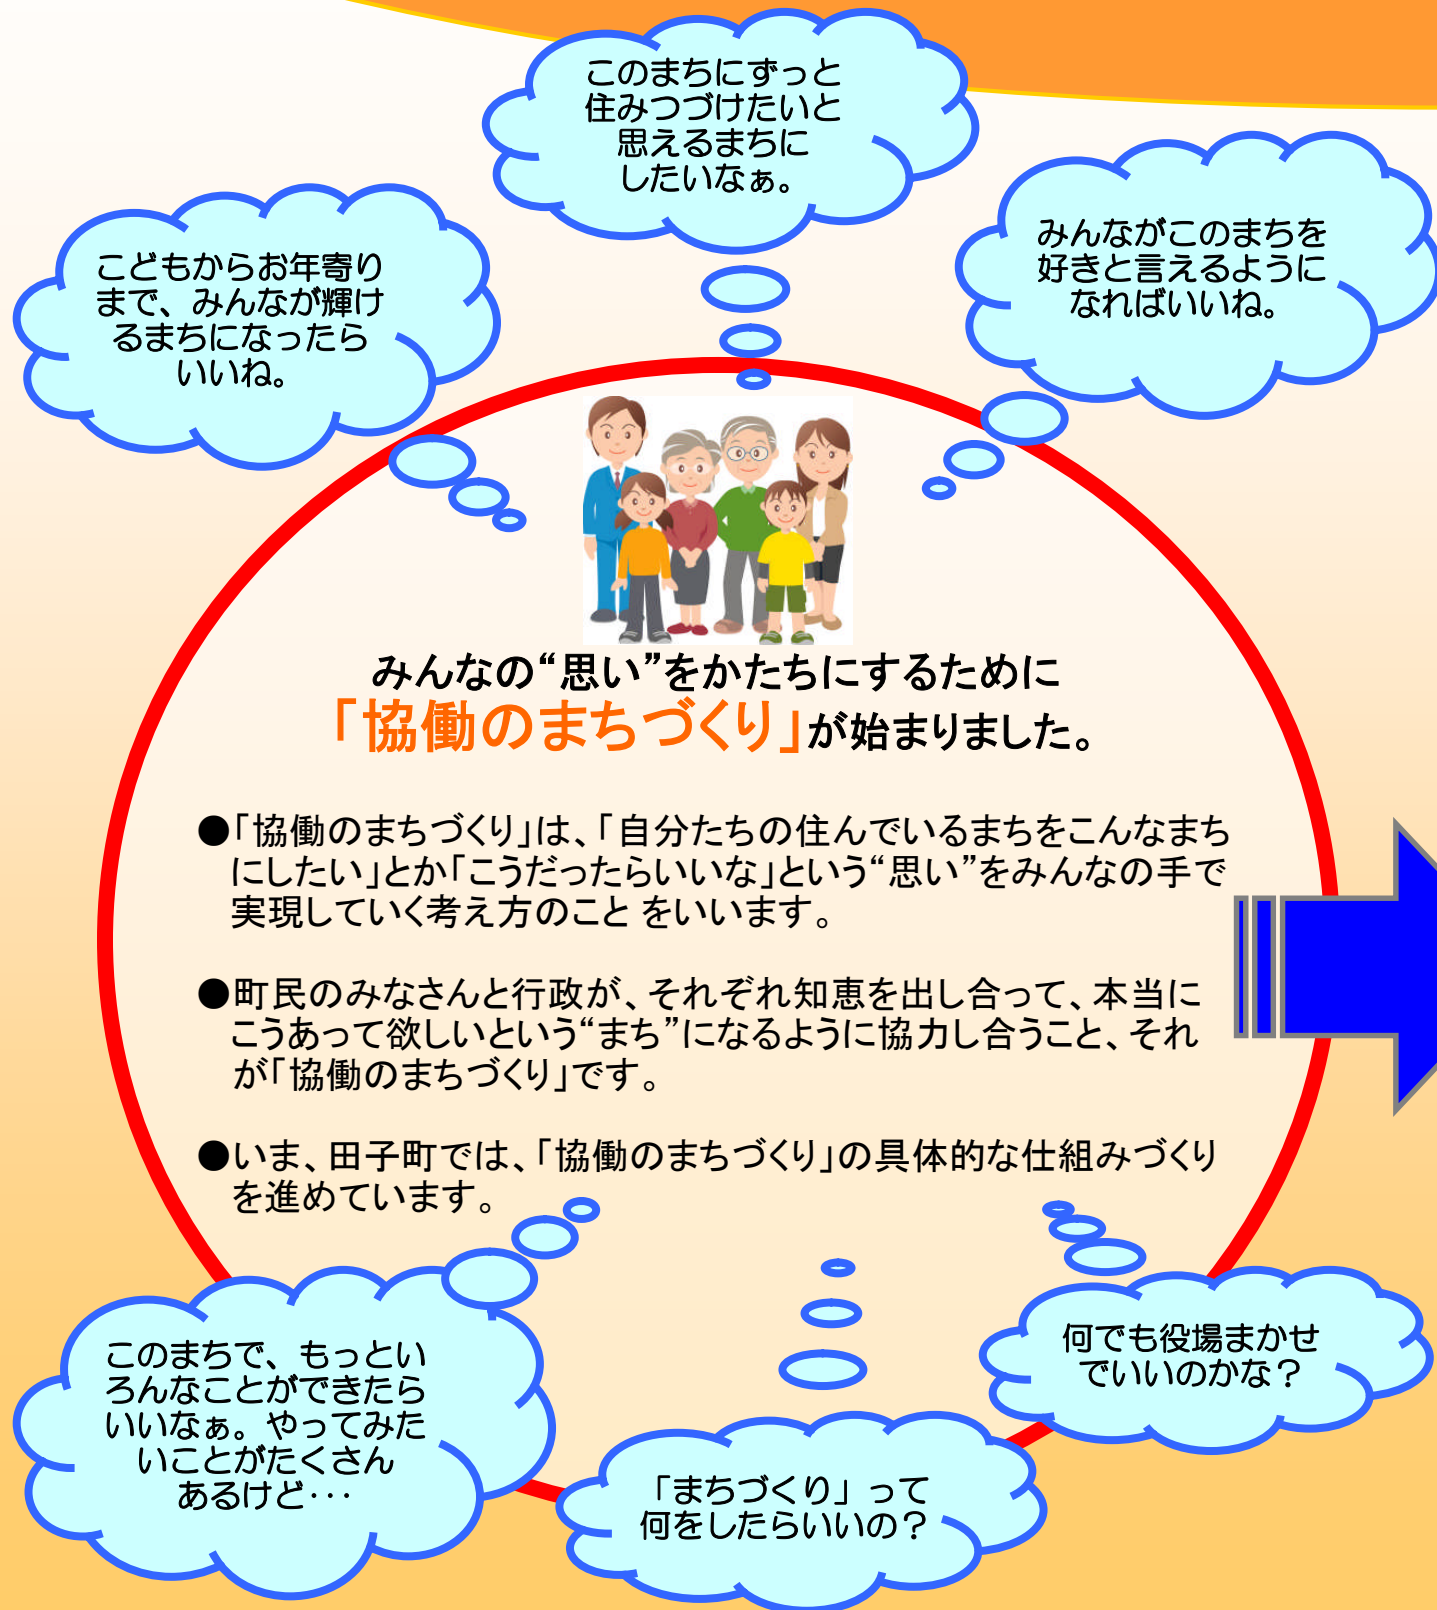 このまちにずっと
住みつづけたいと
思えるまちに
したいなぁ。
みんながこのまちを
好きと言えるように
なればいいね。
こどもからお年寄り
まで、みんなが輝け
るまちになったら
いいね。
みんなの“思い”をかたちにするために
「協働のまちづくり」が始まりました。
●「協働のまちづくり」は、「自分たちの住んでいるまちをこんなまち
にしたい」とか「こうだったらいいな」という“思い”をみんなの手で
実現していく考え方のこと をいいます。
●町民のみなさんと行政が、それぞれ知恵を出し合って、本当に
こうあって欲しいという“まち”になるように協力し合うこと、それ
が「協働のまちづくり」です。
●いま、田子町では、「協働のまちづくり」の具体的な仕組みづくり
を進めています。
何でも役場まかせ
でいいのかな？
このまちで、もっとい
ろんなことができたら
いいなぁ。やってみた
いことがたくさん
あるけど･･･
「まちづくり」って
何をしたらいいの？